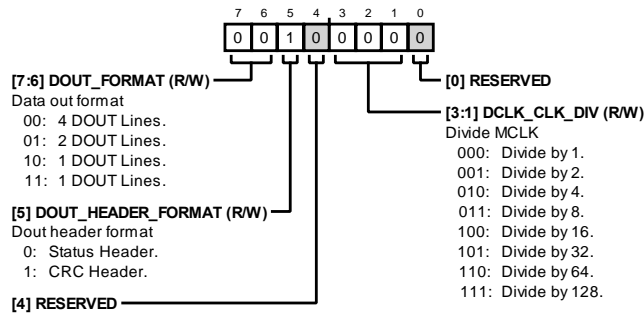 7 6 5 4 3 2 1 0
0 0 1 0 0 0 0 0
[7:6] DOUT_FORMAT (R/W)
Data out format
00: 4 DOUT Lines.
01: 2 DOUT Lines.
10: 1 DOUT Lines.
11: 1 DOUT Lines.
[5] DOUT_HEADER_FORMAT (R/W)
Dout header format
0: Status Header.
1: CRC Header.
[4] RESERVED
[0] RESERVED
[3:1] DCLK_CLK_DIV (R/W)
Divide MCLK
000: Divide by 1.
001: Divide by 2.
010: Divide by 4.
011: Divide by 8.
100: Divide by 16.
101: Divide by 32.
110: Divide by 64.
111: Divide by 128.